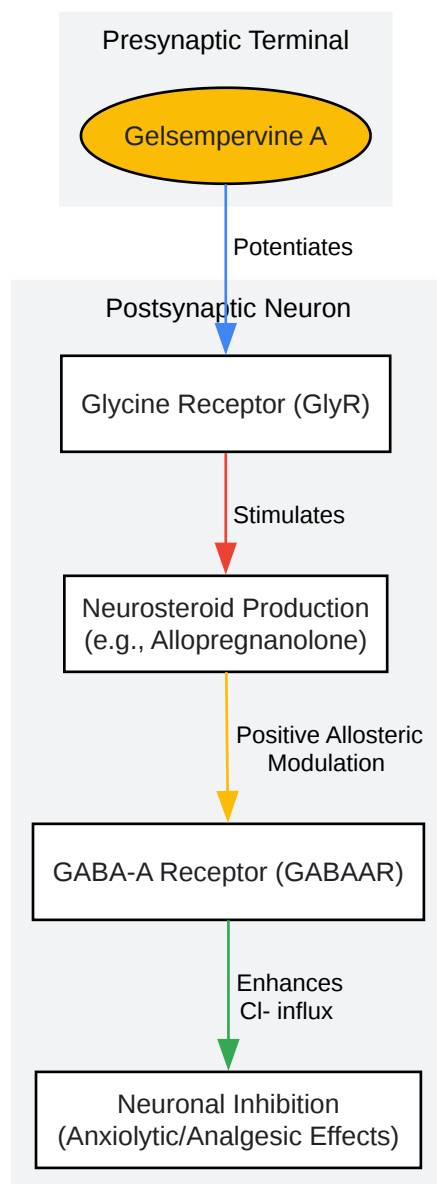 Presynaptic Terminal
Gelsempervine A
Potentiates
Postsynaptic Neuron
Glycine Receptor (GlyR)
Stimulates
Neurosteroid Production
(e.g., Allopregnanolone)
Positive Allosteric
Modulation
GABA-A Receptor (GABAAR)
Enhances
Cl- influx
Neuronal Inhibition
(Anxiolytic/Analgesic Effects)